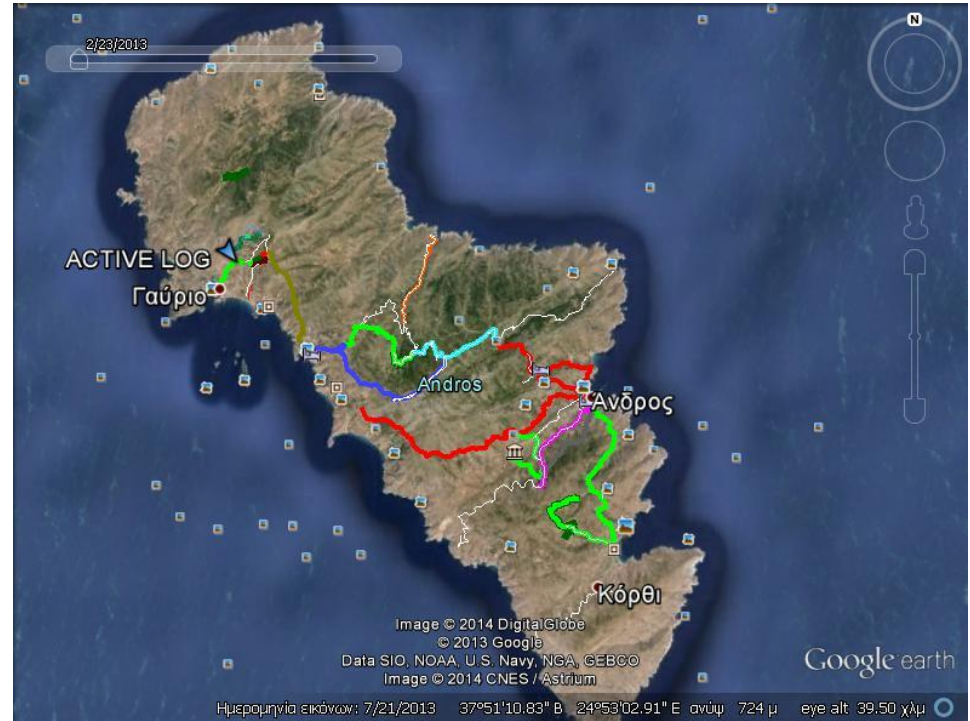 2/23/2013
N
ACTIVE LOG
Γαύριο
Andros
Άνδρος
Κόρθι
Image © 2014 DigitalGlobe
© 2013 Google
Data SIO, NOAA, U.S. Navy, NGA, GEBCO
Image © 2014 CNES / Astrium
Google earth
Ημερομηνία εικόνων: 7/21/2013 37°51'10.83" Β 24°53'02.91" Ε ανύψ 724 μ eye alt 39.50 χλμ